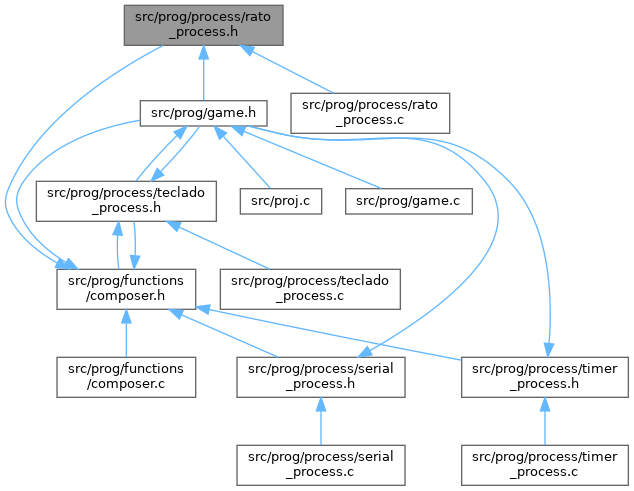 src/prog/process/rato
_process.h
src/prog/game.h
src/prog/process/rato
_process.c
src/prog/process/teclado
_process.h
src/proj.c
src/prog/game.c
src/prog/functions
/composer.h
src/prog/process/teclado
_process.c
src/prog/functions
/composer.c
src/prog/process/serial
_process.h
src/prog/process/timer
_process.h
src/prog/process/serial
_process.c
src/prog/process/timer
_process.c